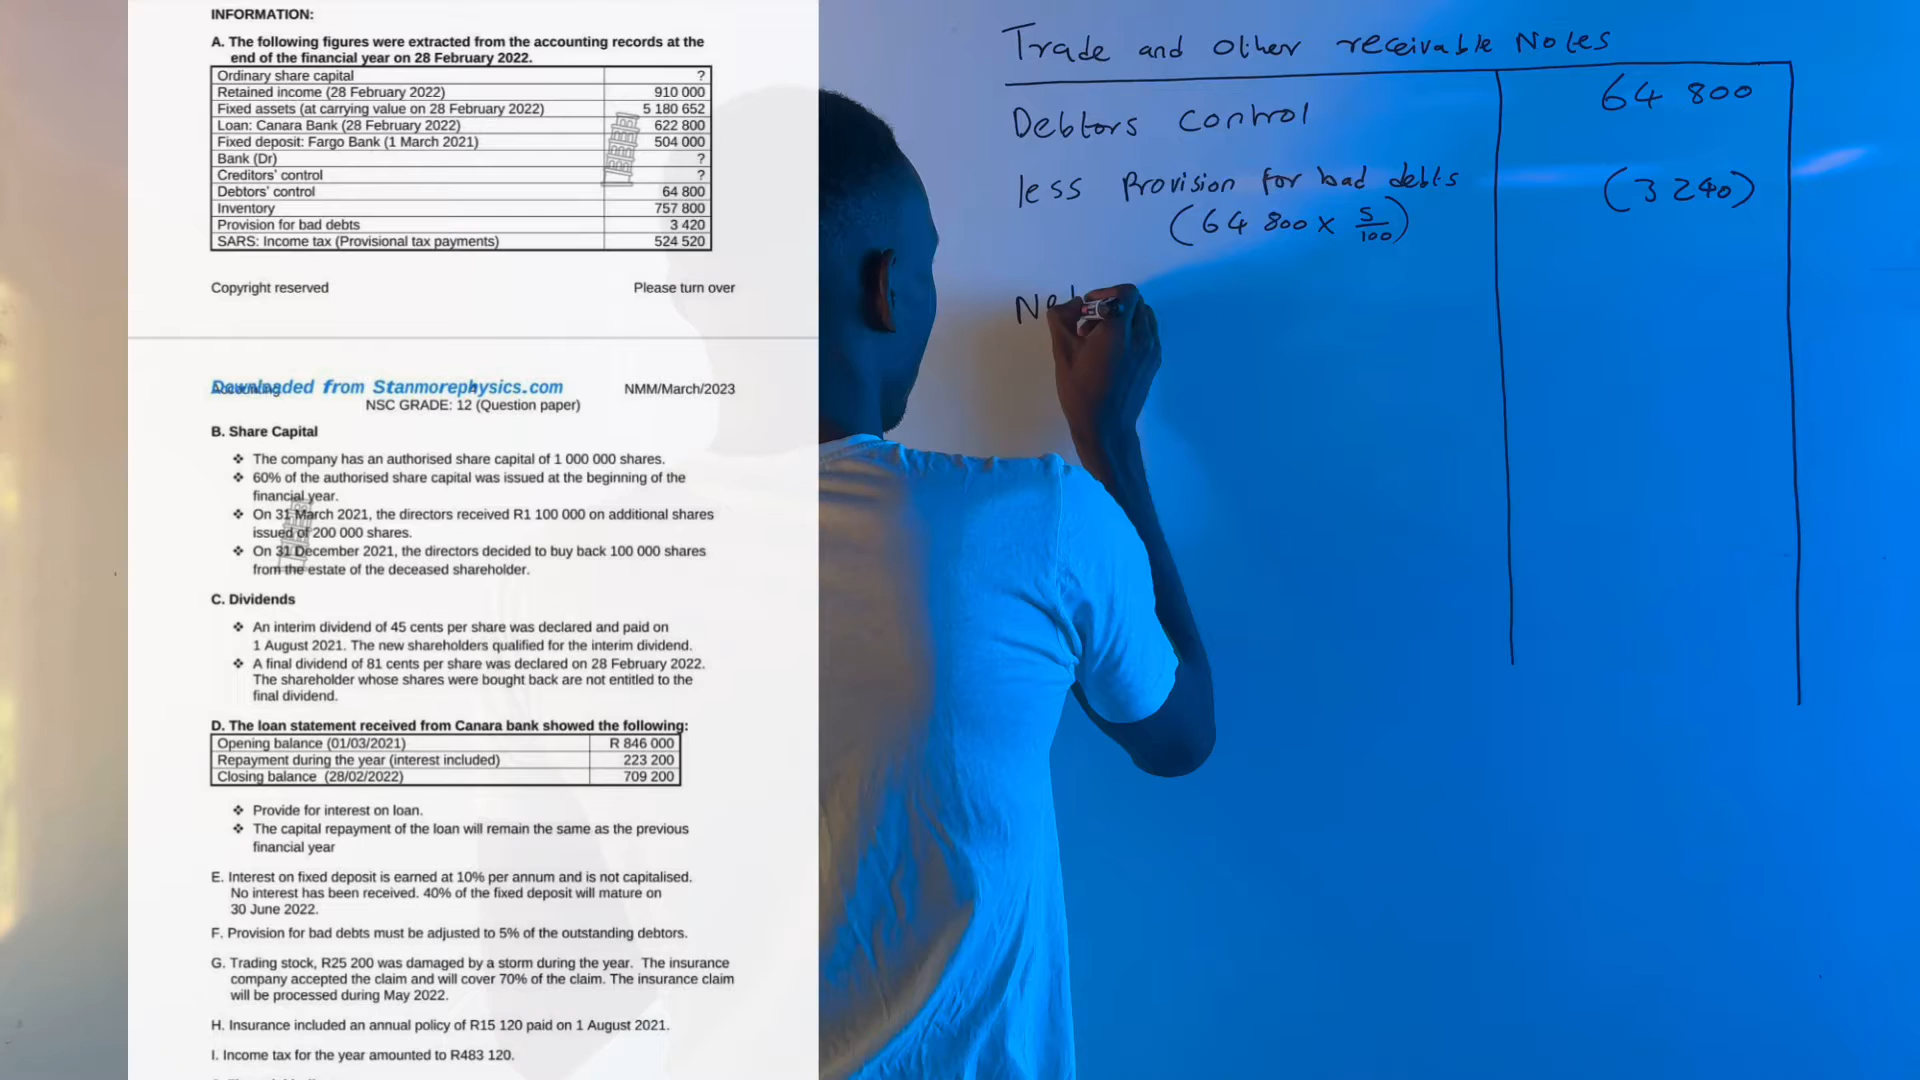 INFORMATION:
A. The following figures were extracted from the accounting records at the
end of the financial year on 28 February 2022.
Ordinary share capital ?
Retained income (28 February 2022) 910 000
Fixed assets (at carrying value on 28 February 2022) 5 180 652
Loan: Canara Bank (28 February 2022) 622 800
Fixed deposit: Fargo Bank (1 March 2021) 504 000
Bank (Dr) ?
Creditors' control ?
Debtors' control 64 800
Inventory 757 800
Provision for bad debts 3 420
SARS: Income tax (Provisional tax payments) 524 520
Copyright reserved Please turn over
Downloaded from Stanmorephysics.com NMM/March/2023
NSC GRADE: 12 (Question paper)
B. Share Capital
❖ The company has an authorised share capital of 1 000 000 shares.
❖ 60% of the authorised share capital was issued at the beginning of the
financial year.
❖ On 31 March 2021, the directors received R1 100 000 on additional shares
issued of 200 000 shares.
❖ On 31 December 2021, the directors decided to buy back 100 000 shares
from the estate of the deceased shareholder.
C. Dividends
❖ An interim dividend of 45 cents per share was declared and paid on
1 August 2021. The new shareholders qualified for the interim dividend.
❖ A final dividend of 81 cents per share was declared on 28 February 2022.
The shareholder whose shares were bought back are not entitled to the
final dividend.
D. The loan statement received from Canara bank showed the following:
Opening balance (01/03/2021) R 846 000
Repayment during the year (interest included) 223 200
Closing balance (28/02/2022) 709 200
❖ Provide for interest on loan.
❖ The capital repayment of the loan will remain the same as the previous
financial year
E. Interest on fixed deposit is earned at 10% per annum and is not capitalised.
No interest has been received. 40% of the fixed deposit will mature on
30 June 2022.
F. Provision for bad debts must be adjusted to 5% of the outstanding debtors.
G. Trading stock, R25 200 was damaged by a storm during the year. The insurance
company accepted the claim and will cover 70% of the claim. The insurance claim
will be processed during May 2022.
H. Insurance included an annual policy of R15 120 paid on 1 August 2021.
I. Income tax for the year amounted to R483 120.
Trade and other receivable Notes
Debtors control 64 800
less Provision for bad debts (3 240)
(64 800 x 5/100)